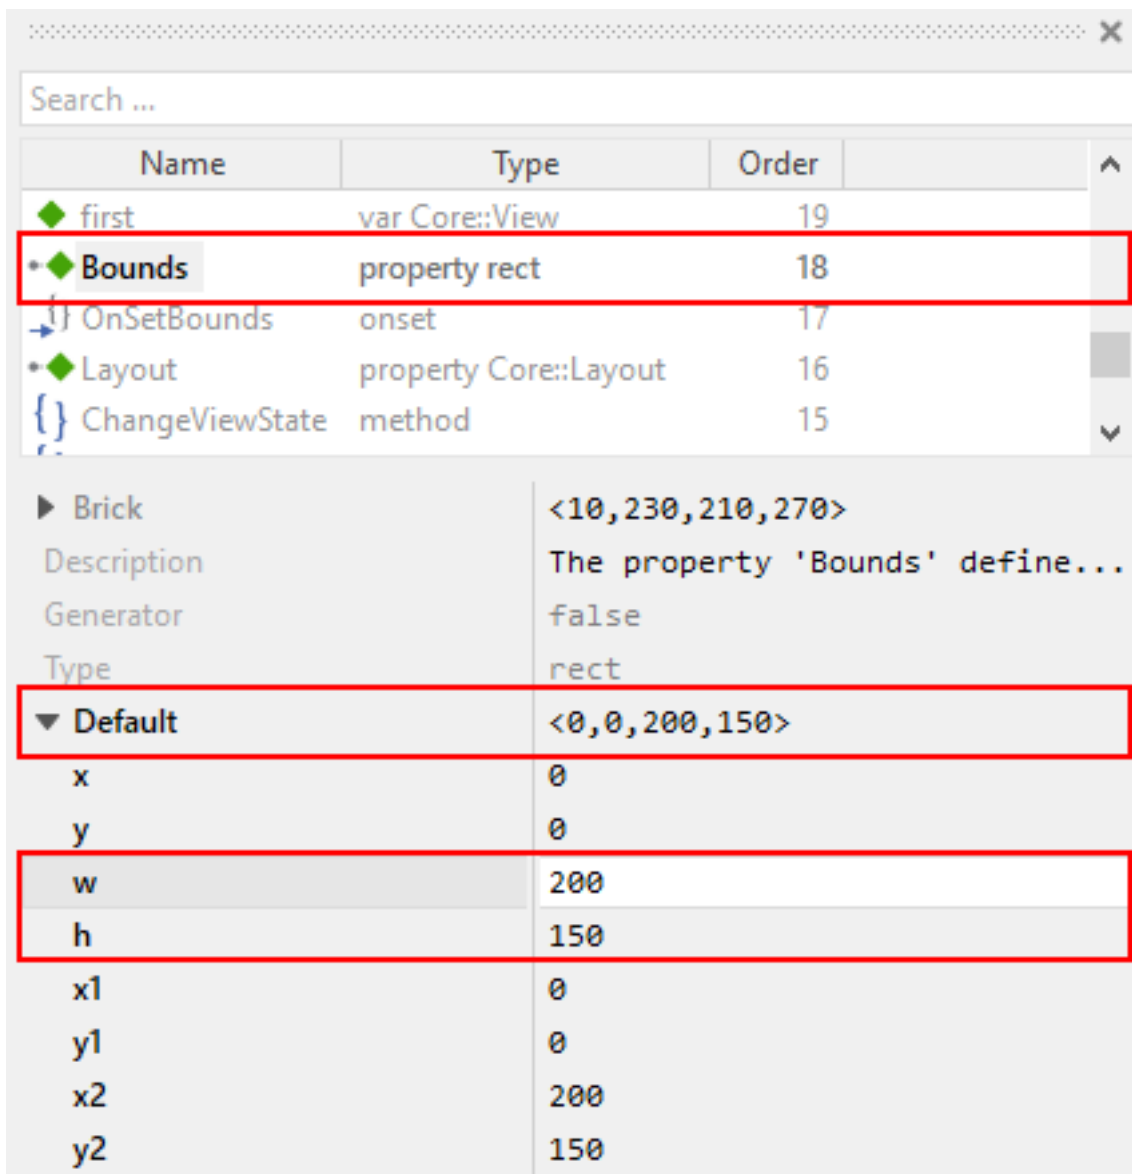 Search ...
Name Type Order
first var Core::View 19
Bounds property rect 18
OnSetBounds onset 17
Layout property Core::Layout 16
{ } ChangeViewState method 15
Brick <10,230,210,270>
Description The property 'Bounds' define...
Generator false
Type rect
Default <0,0,200,150>
x 0
y 0
w 200
h 150
x1 0
y1 0
x2 200
y2 150